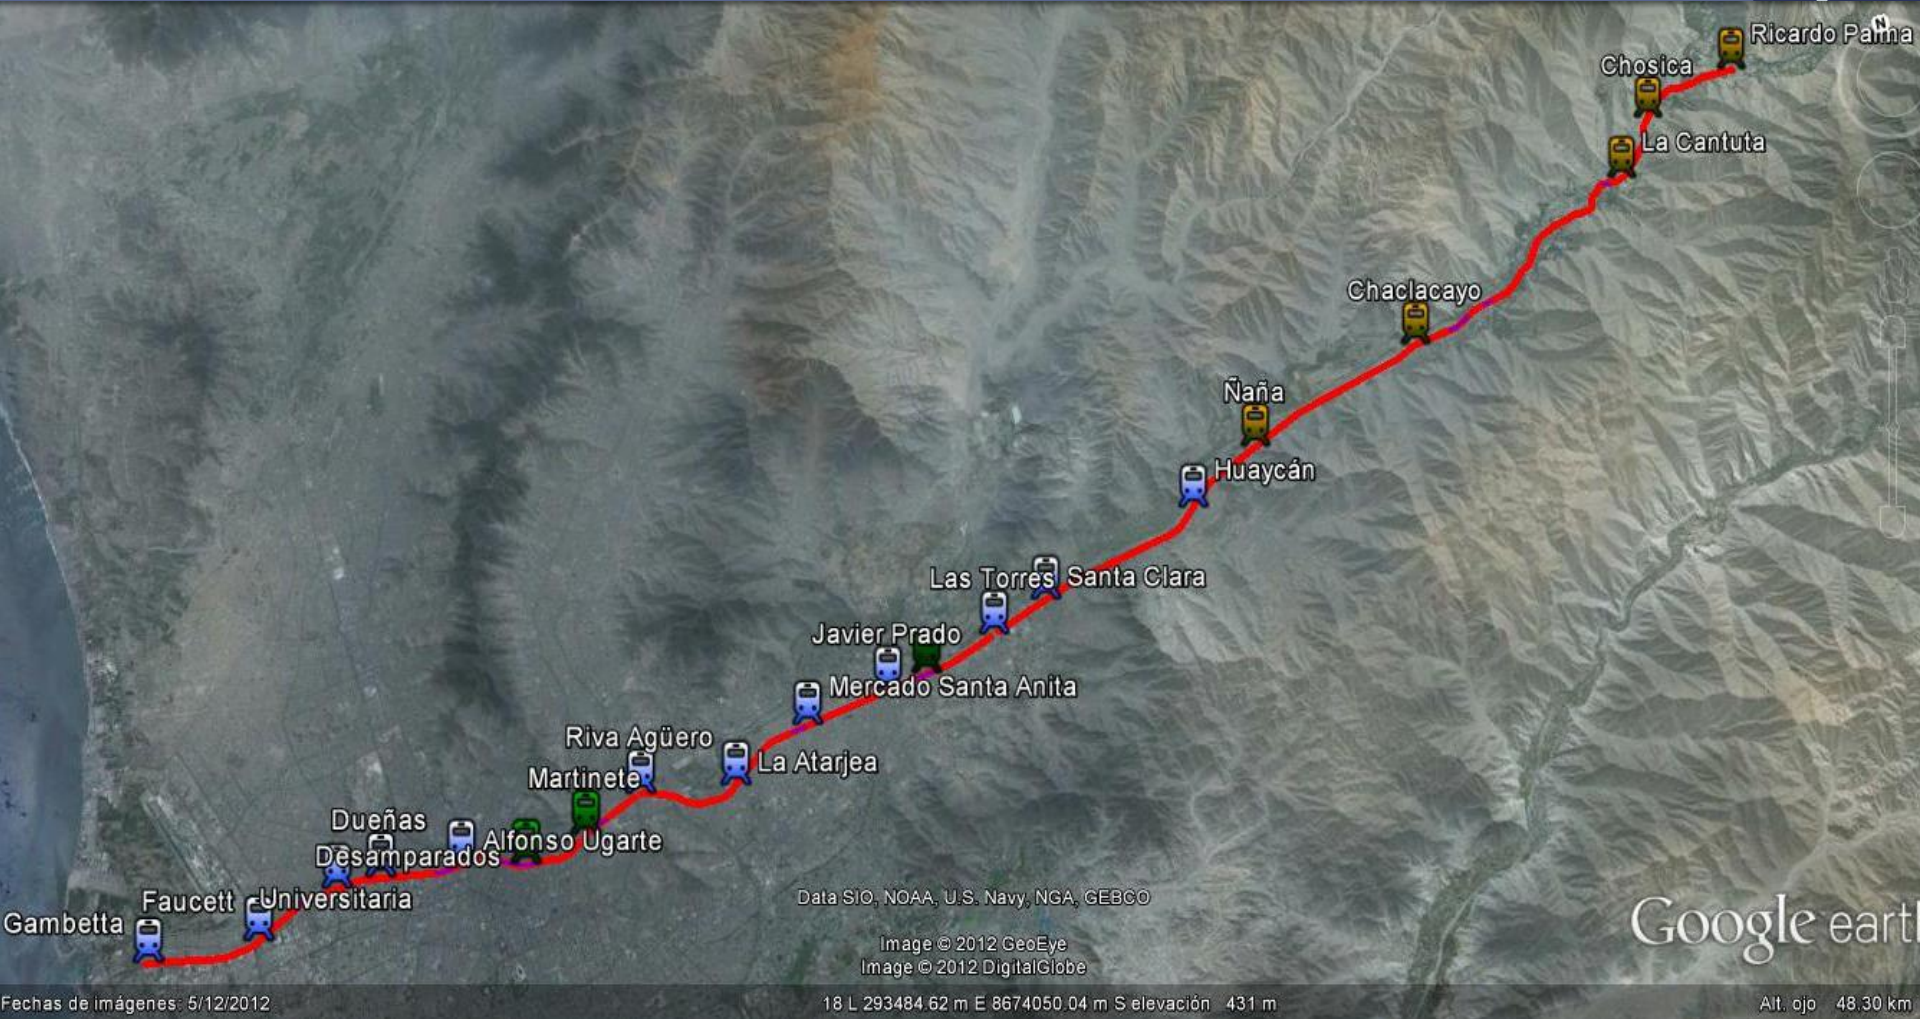 N
Ricardo Palma
Chosica
La Cantuta
Chaclacayo
Ñaña
Huaycán
Las Torres
Santa Clara
Javier Prado
Mercado Santa Anita
Riva Agüero
La Atarjea
Martinete
Dueñas
Alfonso Ugarte
Desamparados
Faucett
Universitaria
Gambetta
Data SIO, NOAA, U.S. Navy, NGA, GEBCO
Image © 2012 GeoEye
Image © 2012 DigitalGlobe
Google earth
Fechas de imágenes: 5/12/2012
18 L 293484.62 m E 8674050.04 m S elevación 431 m
Alt. ojo 48.30 km